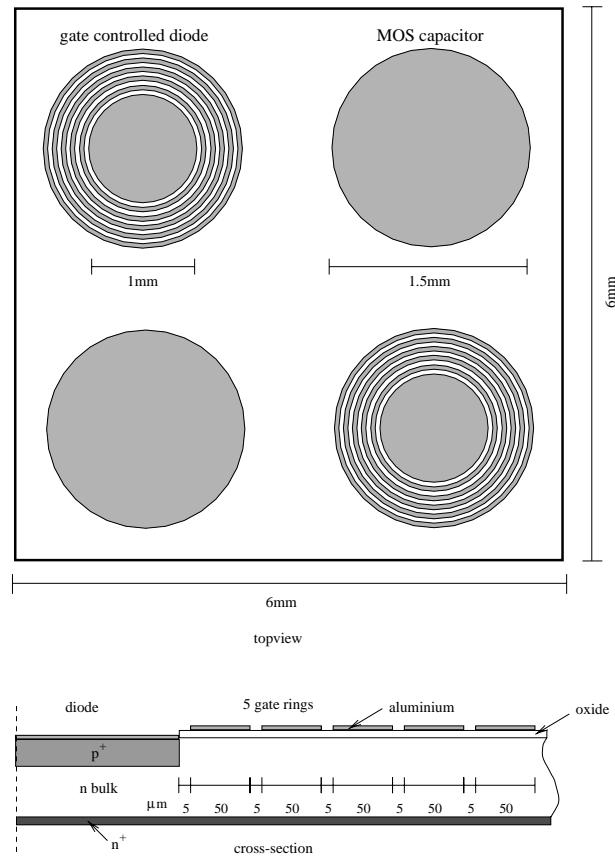 gate controlled diode
MOS capacitor
1mm
1.5mm
6mm
6mm
topview
diode
5 gate rings
aluminium
oxide
p+
n bulk
µm
5 50 5 50 5 50 5 50 5 50
n+
cross-section